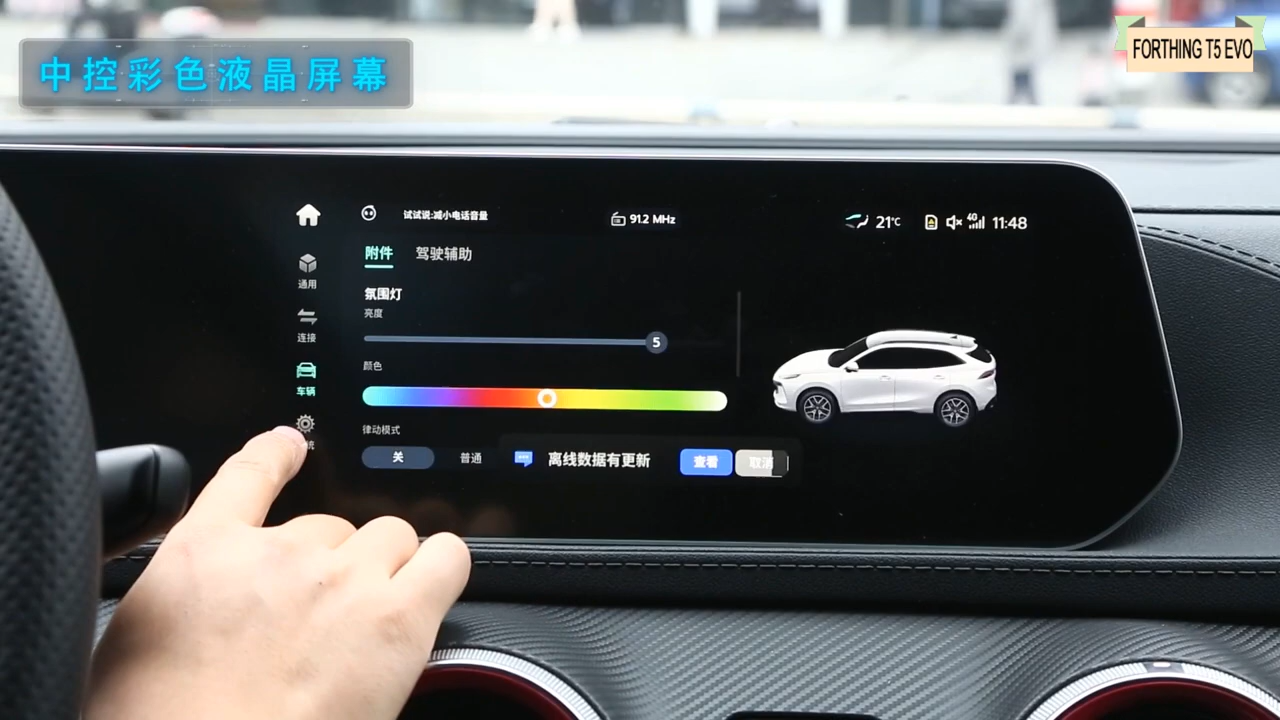 中控彩色液晶屏幕
FORTHING T5 EVO
试试说:减小电话音量
91.2 MHz
21℃
4G
11:48
附件
驾驶辅助
通用
氛围灯
亮度
连接
5
颜色
车辆
律动模式
关
普通
离线数据有更新
查看
取消